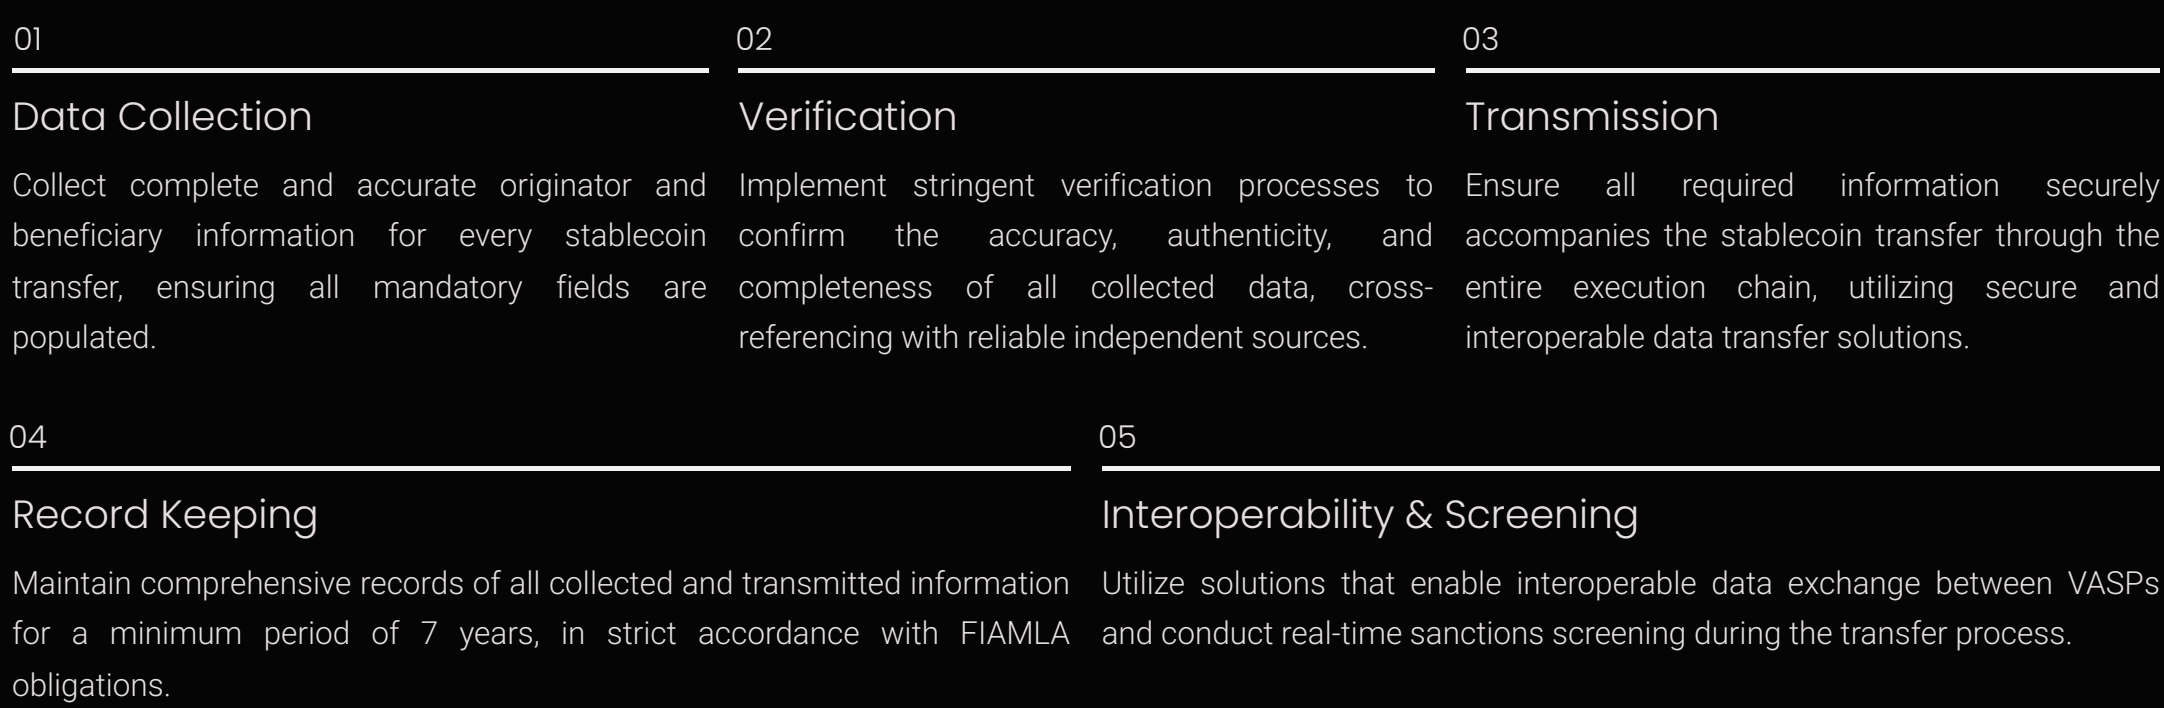 01
Data Collection
Collect complete and accurate originator and
beneficiary information for every stablecoin
transfer, ensuring all mandatory fields are
populated.
02
Verification
Implement stringent verification processes to
confirm the accuracy, authenticity, and
completeness of all collected data, cross-
referencing with reliable independent sources.
03
Transmission
Ensure all required information securely
accompanies the stablecoin transfer through the
entire execution chain, utilizing secure and
interoperable data transfer solutions.
04
Record Keeping
Maintain comprehensive records of all collected and transmitted information
for a minimum period of 7 years, in strict accordance with FIAMLA
obligations.
05
Interoperability & Screening
Utilize solutions that enable interoperable data exchange between VASPs
and conduct real-time sanctions screening during the transfer process.